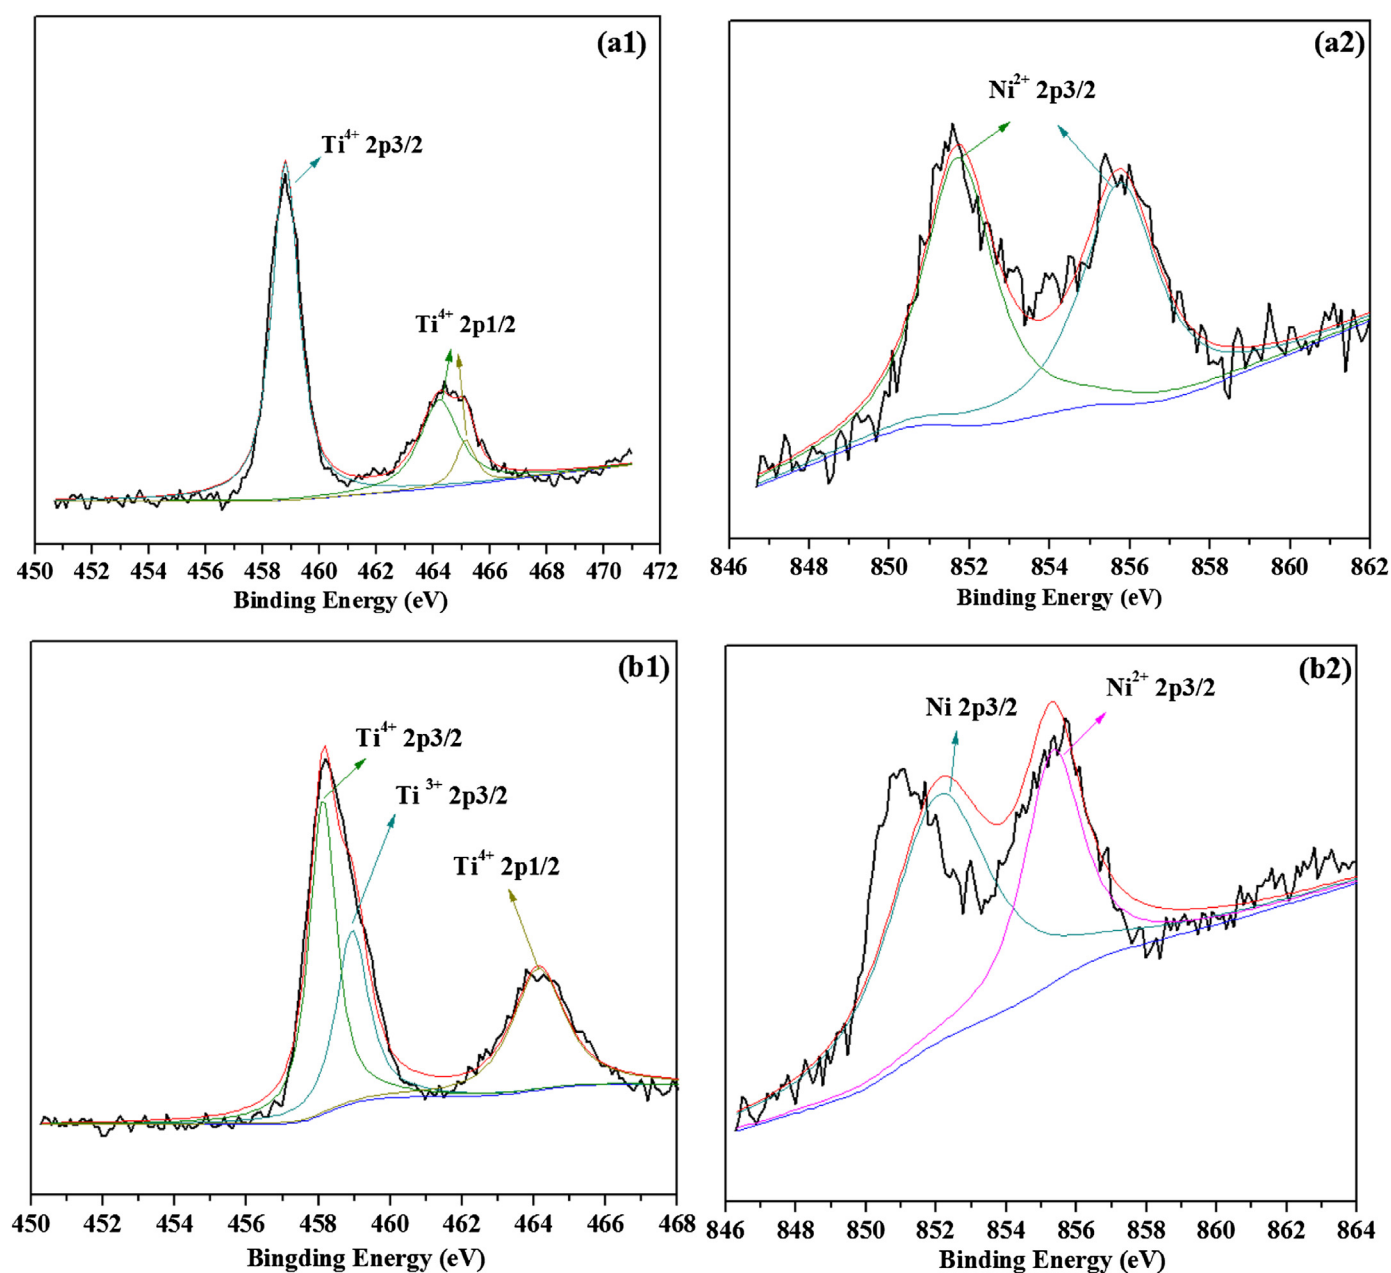 (a1)
Ti4+ 2p3/2
Ti4+ 2p1/2
450 452 454 456 458 460 462 464 466 468 470 472
Binding Energy (eV)
(a2)
Ni2+ 2p3/2
846 848 850 852 854 856 858 860 862
Binding Energy (eV)
(b1)
Ti4+ 2p3/2
Ti 3+ 2p3/2
Ti4+ 2p1/2
450 452 454 456 458 460 462 464 466 468
Bingding Energy (eV)
(b2)
Ni2+ 2p3/2
Ni 2p3/2
846 848 850 852 854 856 858 860 862 864
Binding Energy (eV)